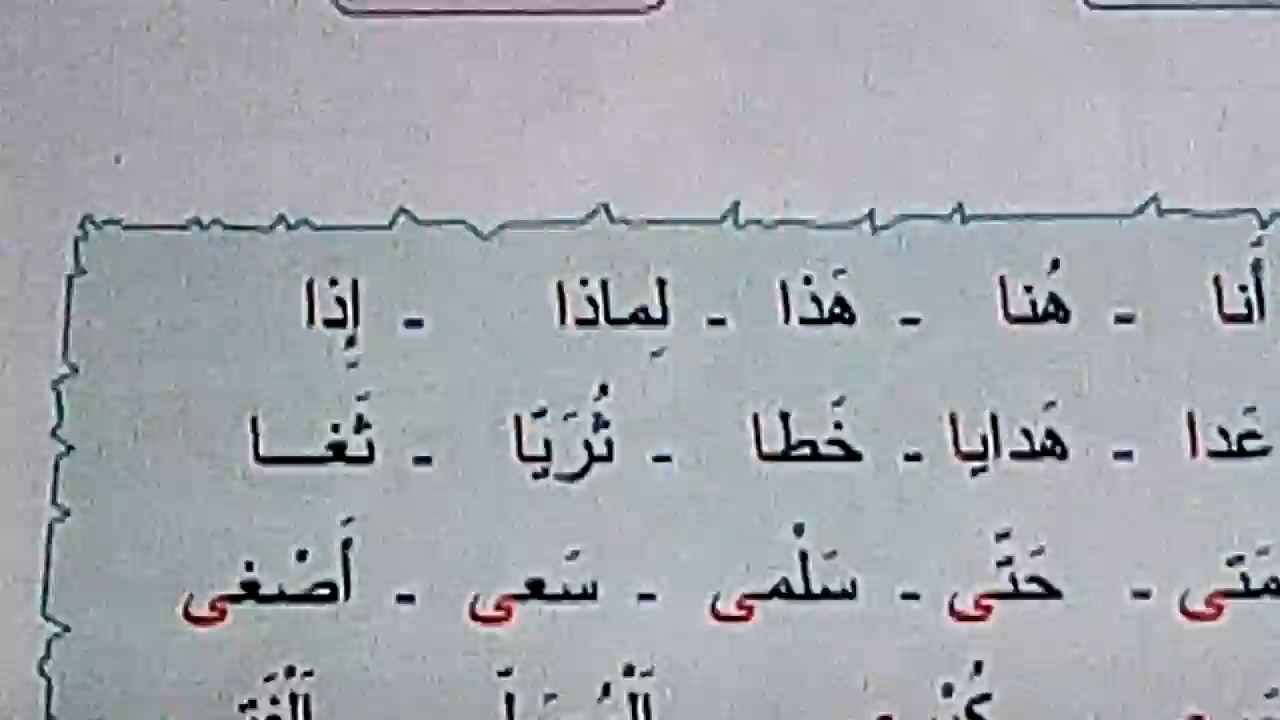 أَنا - هُنا - هَذا - لِماذا - إِذا
عَدا - هَدايا - خَطا - ثُرَيّا - ثَغا
مَتى - حَتّى - سَلْمى - سَعى - أَصْغى